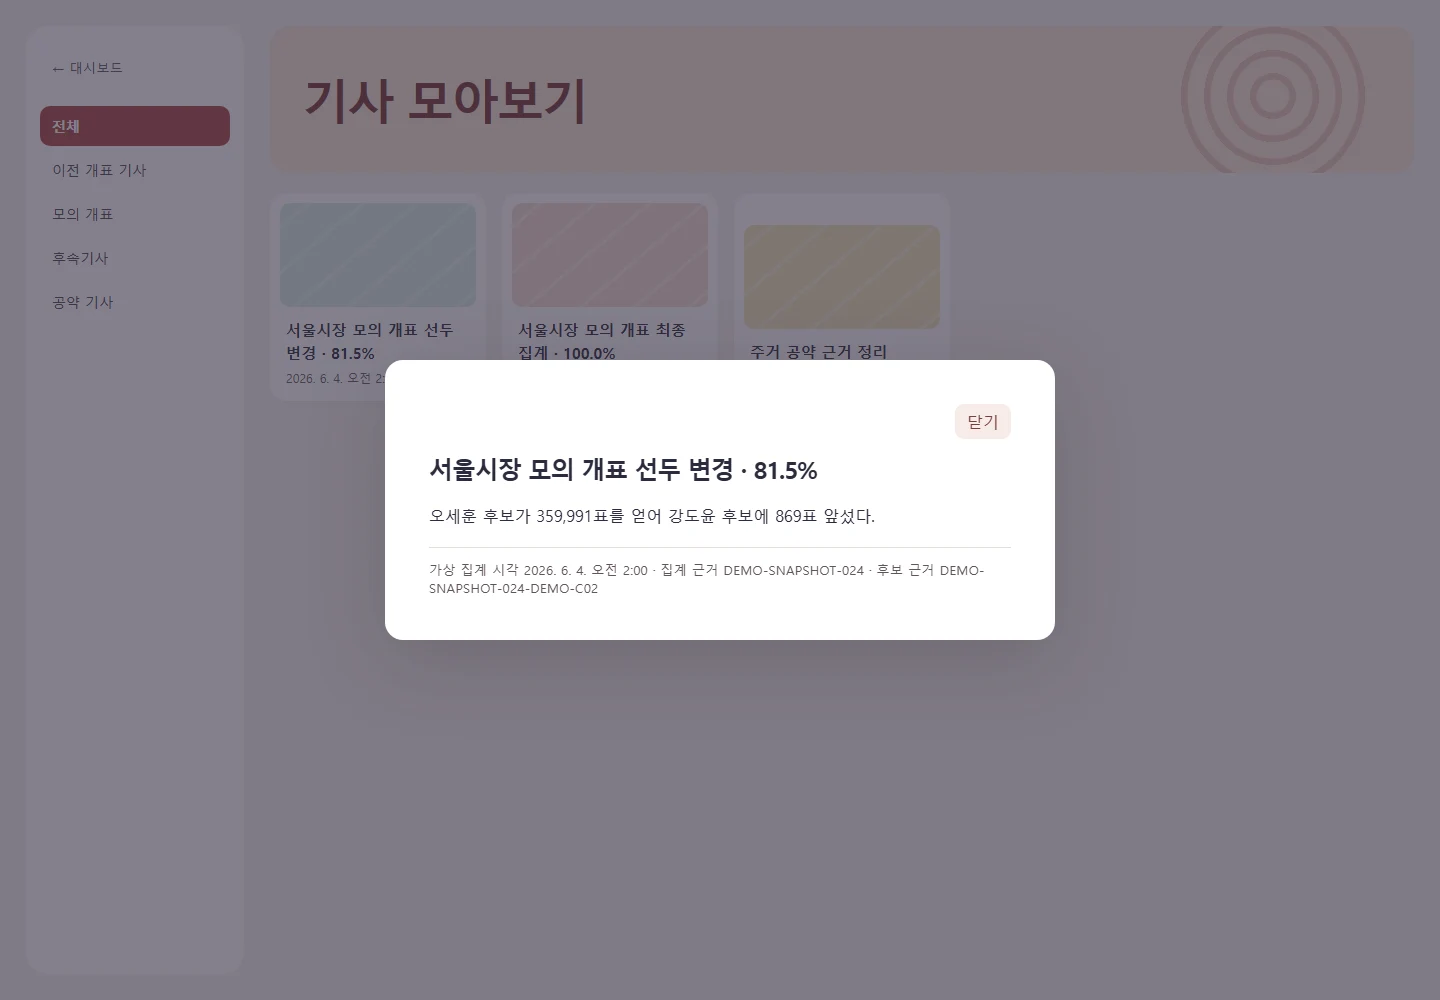 ← 대시보드
전체
이전 개표 기사
모의 개표
후속기사
공약 기사
기사 모아보기
서울시장 모의 개표 선두
변경 · 81.5%
2026. 6. 4. 오전 2:
서울시장 모의 개표 최종
집계 · 100.0%
주거 공약 근거 정리
닫기
서울시장 모의 개표 선두 변경 · 81.5%
오세훈 후보가 359,991표를 얻어 강도윤 후보에 869표 앞섰다.
가상 집계 시각 2026. 6. 4. 오전 2:00 · 집계 근거 DEMO-SNAPSHOT-024 · 후보 근거 DEMO-
SNAPSHOT-024-DEMO-C02